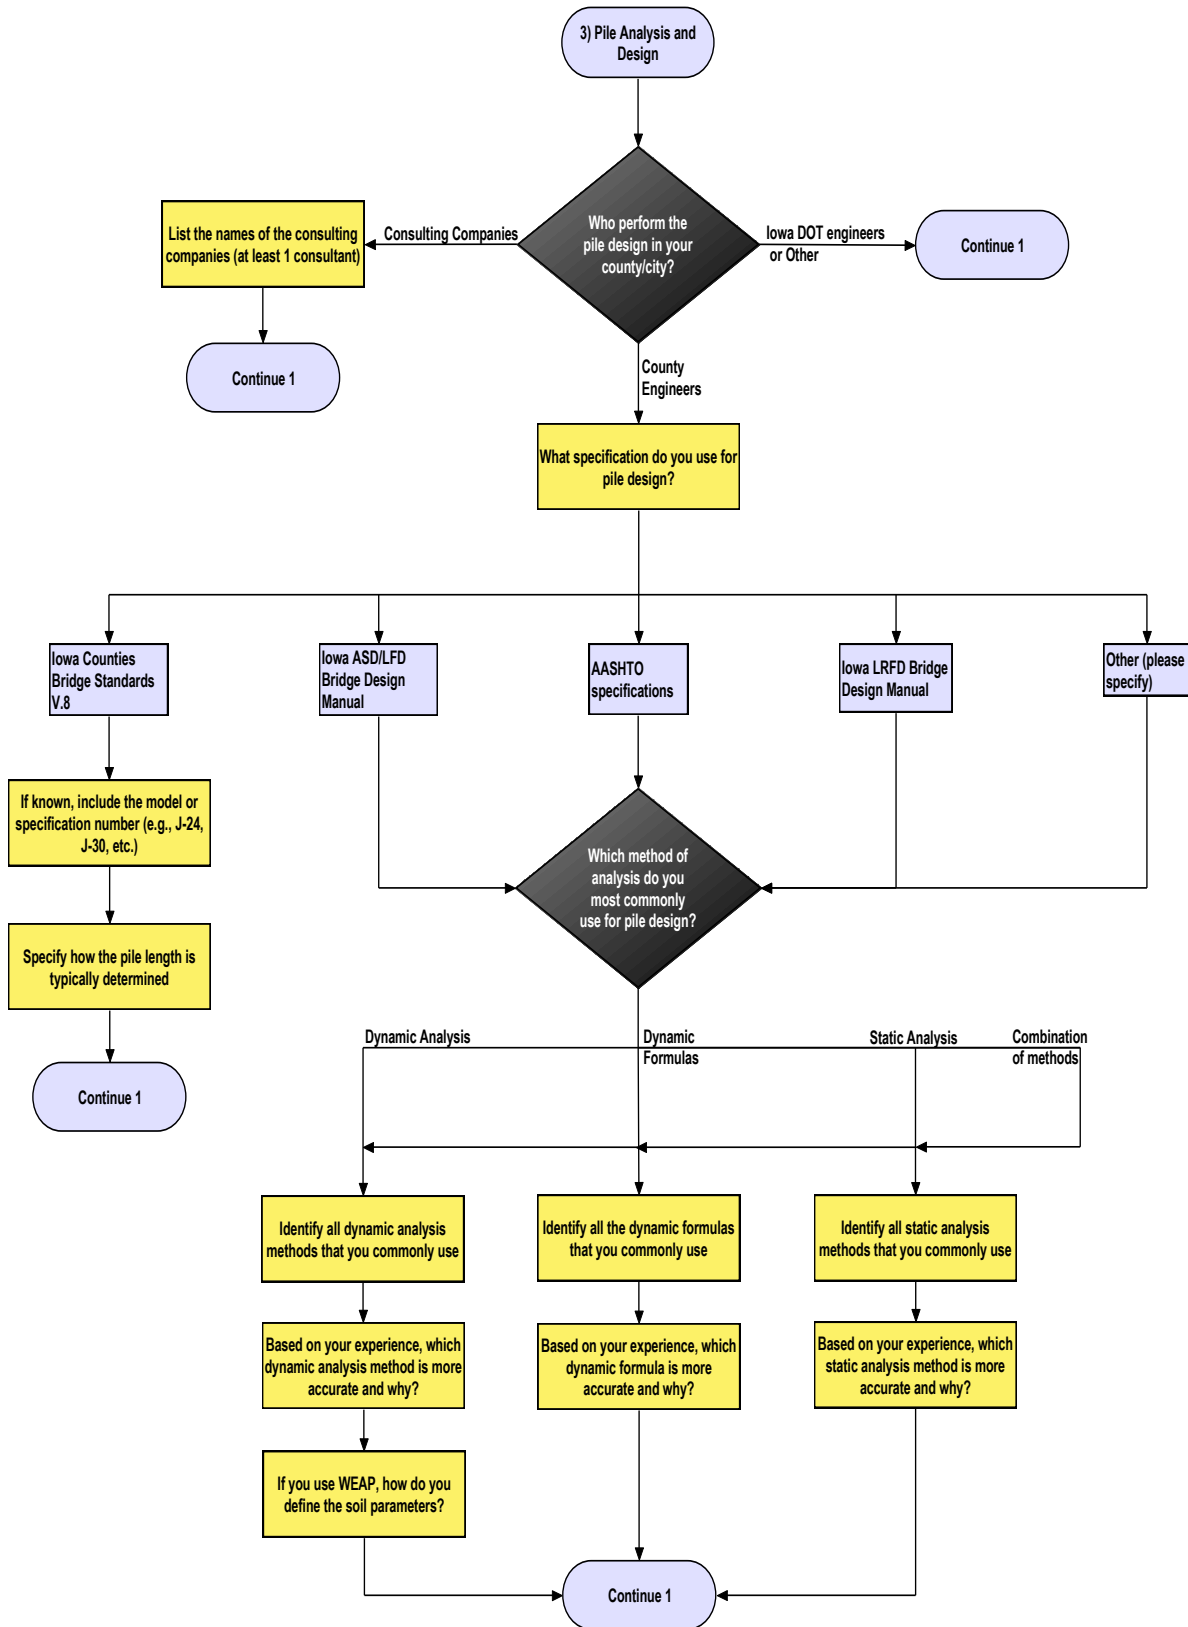 3) Pile Analysis and
Design
Who perform the
pile design in your
county/city?
Consulting Companies
List the names of the consulting
companies (at least 1 consultant)
Continue 1
Iowa DOT engineers
or Other
Continue 1
County
Engineers
What specification do you use for
pile design?
Iowa Counties
Bridge Standards
V.8
Iowa ASD/LFD
Bridge Design
Manual
AASHTO
specifications
Iowa LRFD Bridge
Design Manual
Other (please
specify)
If known, include the model or
specification number (e.g., J-24,
J-30, etc.)
Specify how the pile length is
typically determined
Continue 1
Which method of
analysis do you
most commonly
use for pile design?
Dynamic Analysis
Dynamic
Formulas
Static Analysis
Combination
of methods
Identify all dynamic analysis
methods that you commonly use
Identify all the dynamic formulas
that you commonly use
Identify all static analysis
methods that you commonly use
Based on your experience, which
dynamic analysis method is more
accurate and why?
Based on your experience, which
dynamic formula is more
accurate and why?
Based on your experience, which
static analysis method is more
accurate and why?
If you use WEAP, how do you
define the soil parameters?
Continue 1